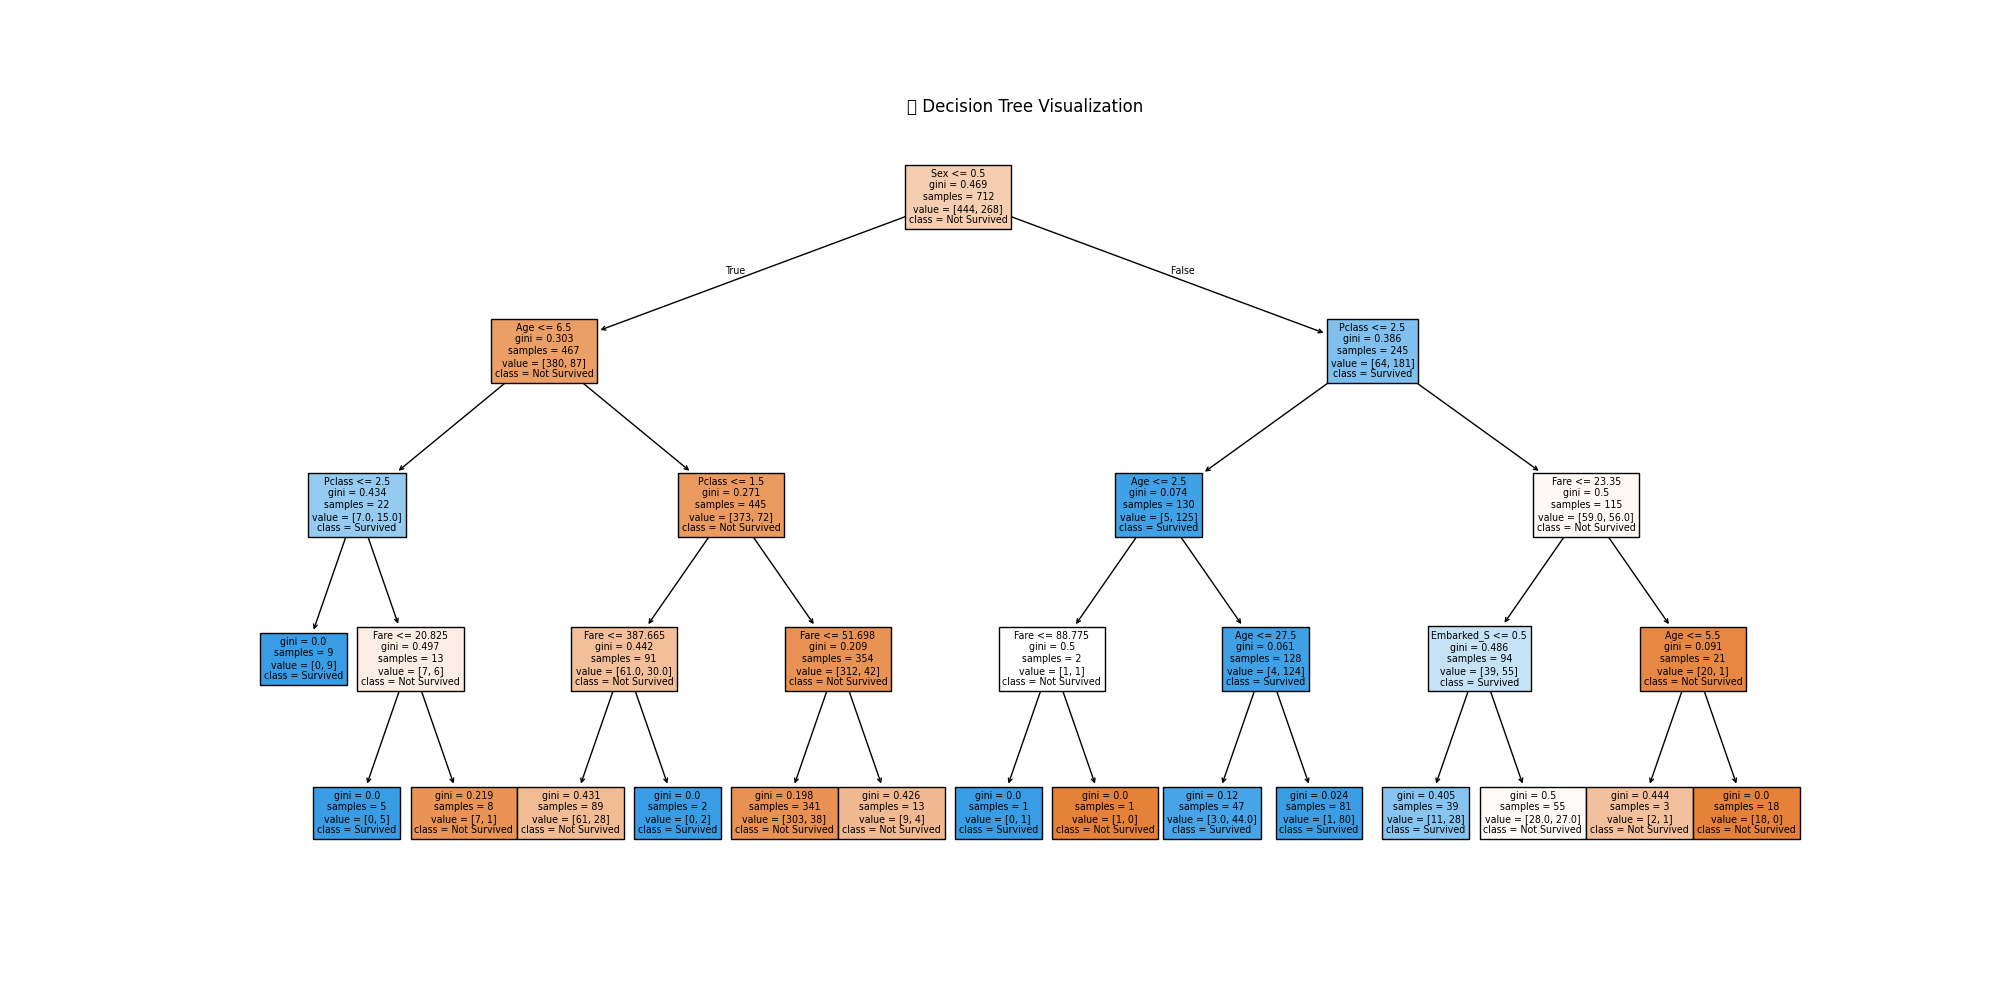 Decision Tree Visualization
Sex <= 0.5
gini = 0.469
samples = 712
value = [444, 268]
class = Not Survived
True
False
Age <= 6.5
gini = 0.303
samples = 467
value = [380, 87]
class = Not Survived
Pclass <= 2.5
gini = 0.386
samples = 245
value = [64, 181]
class = Survived
Pclass <= 2.5
gini = 0.434
samples = 22
value = [7.0, 15.0]
class = Survived
Pclass <= 1.5
gini = 0.271
samples = 445
value = [373, 72]
class = Not Survived
Age <= 2.5
gini = 0.074
samples = 130
value = [5, 125]
class = Survived
Fare <= 23.35
gini = 0.5
samples = 115
value = [59.0, 56.0]
class = Not Survived
gini = 0.0
samples = 9
value = [0, 9]
class = Survived
Fare <= 20.825
gini = 0.497
samples = 13
value = [7, 6]
class = Not Survived
Fare <= 387.665
gini = 0.442
samples = 91
value = [61.0, 30.0]
class = Not Survived
Fare <= 51.698
gini = 0.209
samples = 354
value = [312, 42]
class = Not Survived
Fare <= 88.775
gini = 0.5
samples = 2
value = [1, 1]
class = Not Survived
Age <= 27.5
gini = 0.061
samples = 128
value = [4, 124]
class = Survived
Embarked_S <= 0.5
gini = 0.486
samples = 94
value = [39, 55]
class = Survived
Age <= 5.5
gini = 0.091
samples = 21
value = [20, 1]
class = Not Survived
gini = 0.0
samples = 5
value = [0, 5]
class = Survived
gini = 0.219
samples = 8
value = [7, 1]
class = Not Survived
gini = 0.431
samples = 89
value = [61, 28]
class = Not Survived
gini = 0.0
samples = 2
value = [0, 2]
class = Survived
gini = 0.198
samples = 341
value = [303, 38]
class = Not Survived
gini = 0.426
samples = 13
value = [9, 4]
class = Not Survived
gini = 0.0
samples = 1
value = [0, 1]
class = Survived
gini = 0.0
samples = 1
value = [1, 0]
class = Not Survived
gini = 0.12
samples = 47
value = [3.0, 44.0]
class = Survived
gini = 0.024
samples = 81
value = [1, 80]
class = Survived
gini = 0.405
samples = 39
value = [11, 28]
class = Survived
gini = 0.5
samples = 55
value = [28.0, 27.0]
class = Not Survived
gini = 0.444
samples = 3
value = [2, 1]
class = Not Survived
gini = 0.0
samples = 18
value = [18, 0]
class = Not Survived